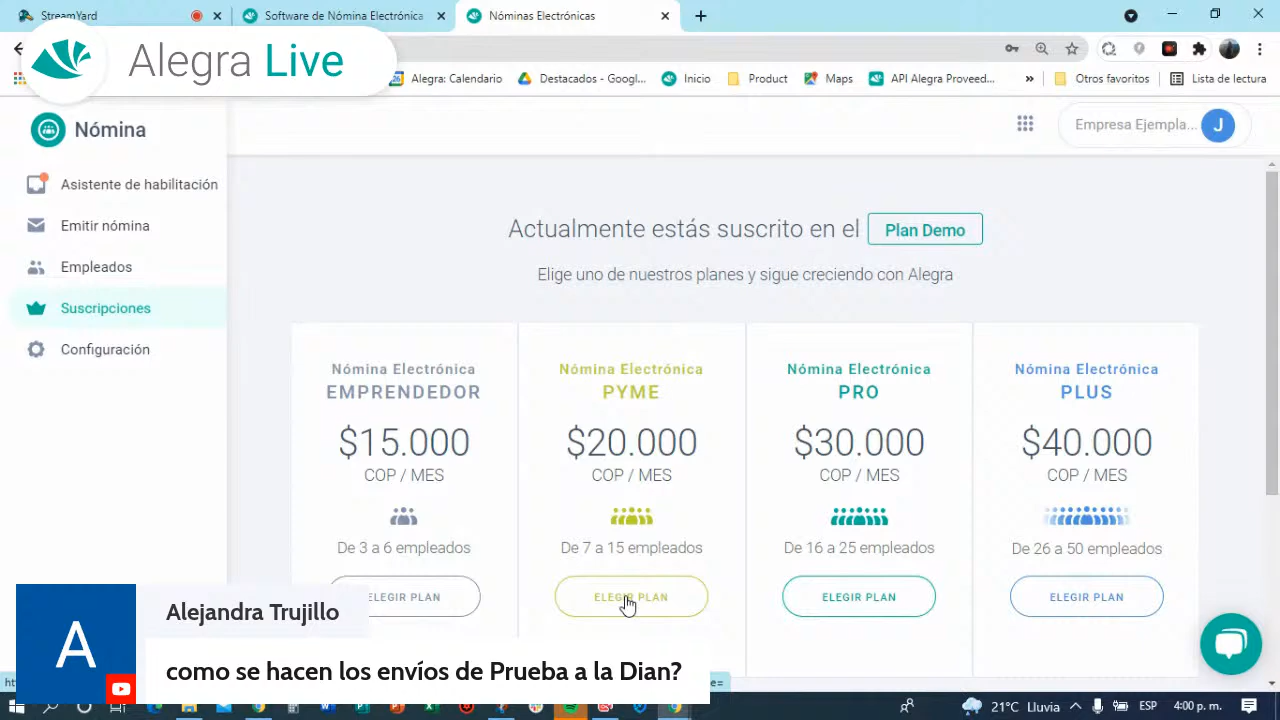 StreamYard
Software de Contabilidad y Fact
Nóminas Electrónicas
Alegra Live
Alegra: Calendario
Destacados - Googl...
Inicio
Product
Maps
API Alegra Proveed...
»
Otros favoritos
Lista de lectura
Nómina
Empresa Ejempla...
J
Asistente de habilitación
Emitir nómina
Empleados
Suscripciones
Configuración
Actualmente estás suscrito en el Plan Demo
Elige uno de nuestros planes y sigue creciendo con Alegra
Nómina Electrónica
EMPRENDEDOR
$15.000
COP / MES
De 3 a 6 empleados
ELEGIR PLAN
Nómina Electrónica
PYME
$20.000
COP / MES
De 7 a 15 empleados
ELEGIR PLAN
Nómina Electrónica
PRO
$30.000
COP / MES
De 16 a 25 empleados
ELEGIR PLAN
Nómina Electrónica
PLUS
$40.000
COP / MES
De 26 a 50 empleados
ELEGIR PLAN
A
Alejandra Trujillo
como se hacen los envíos de Prueba a la Dian?
21°C Lluvia
ESP
4:00 p. m.